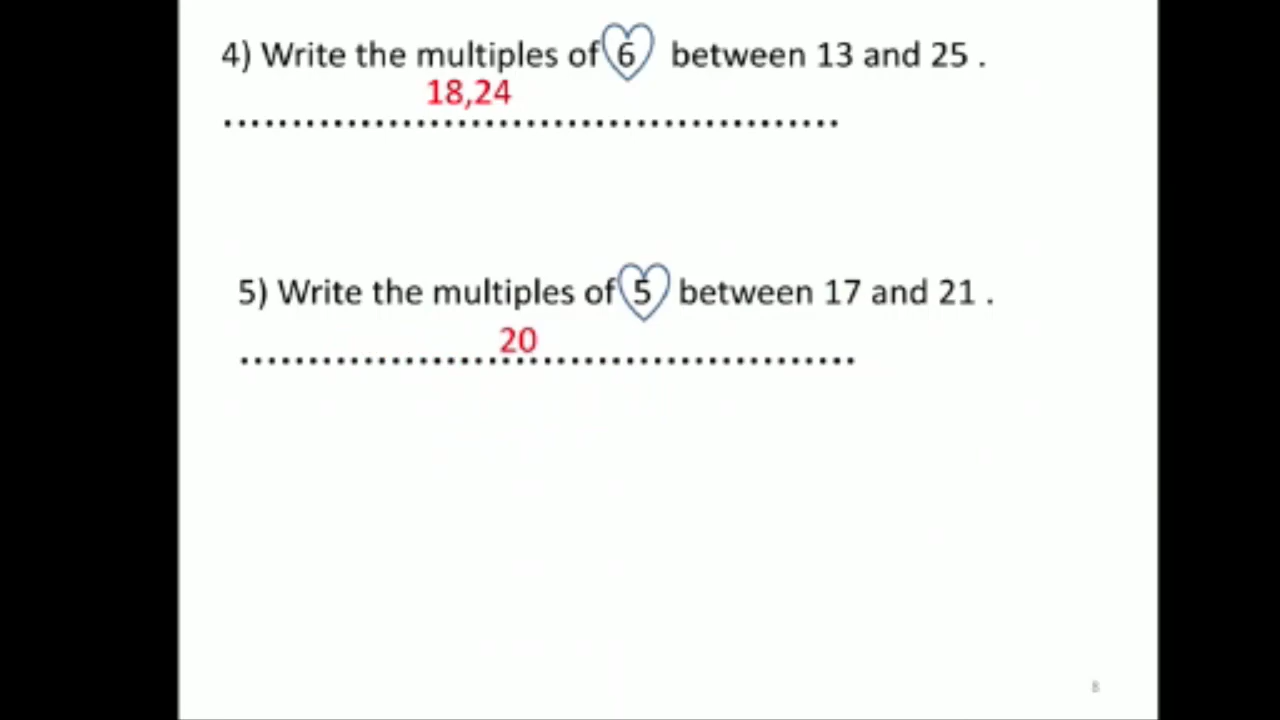 4) Write the multiples of 6 between 13 and 25 .
18,24
..............................................
5) Write the multiples of 5 between 17 and 21 .
20
..............................................
8